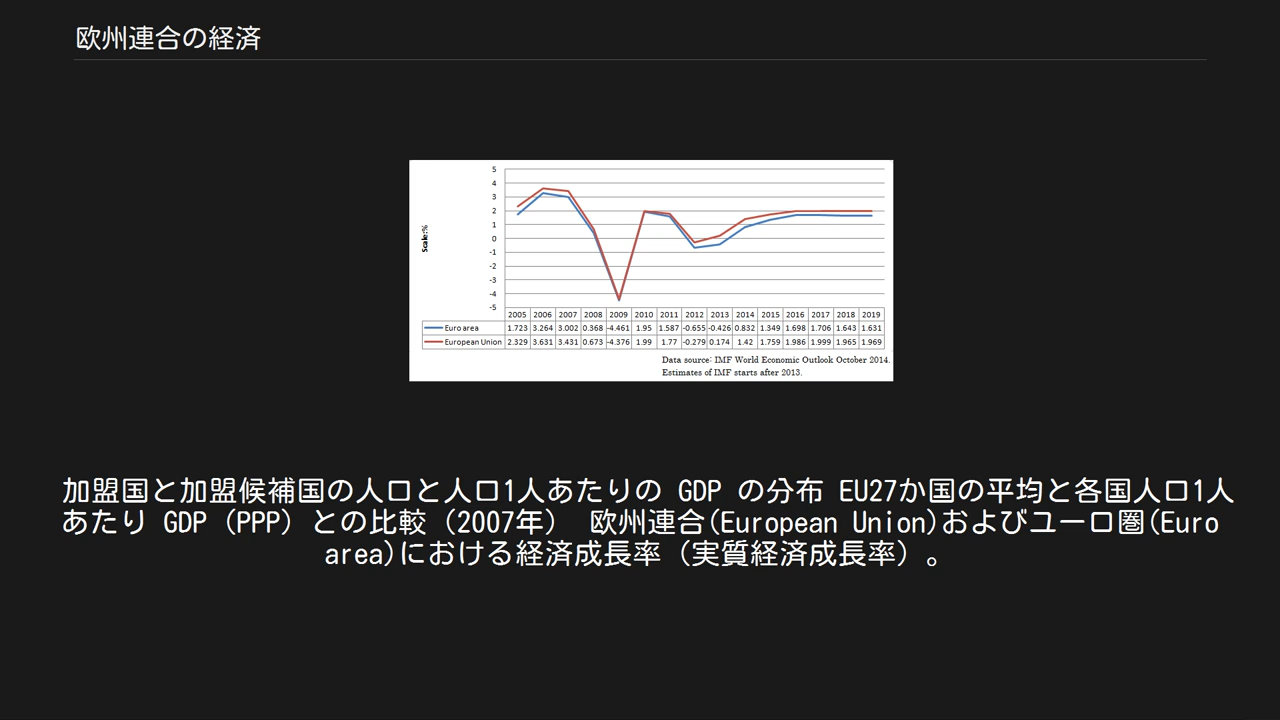 欧州連合の経済
5
4
3
2
1
0
-1
-2
-3
-4
-5
Scale:%
2005 2006 2007 2008 2009 2010 2011 2012 2013 2014 2015 2016 2017 2018 2019
Euro area 1.723 3.264 3.002 0.368 -4.461 1.95 1.587 -0.655 -0.426 0.832 1.349 1.698 1.706 1.643 1.631
European Union 2.329 3.631 3.431 0.673 -4.376 1.99 1.77 -0.279 0.174 1.42 1.759 1.986 1.999 1.965 1.969
Data source: IMF World Economic Outlook October 2014.
Estimates of IMF starts after 2013.
加盟国と加盟候補国の人口と人口1人あたりの GDP の分布 EU27か国の平均と各国人口1人
あたり GDP（PPP）との比較（2007年） 欧州連合(European Union)およびユーロ圏(Euro
area)における経済成長率（実質経済成長率）。